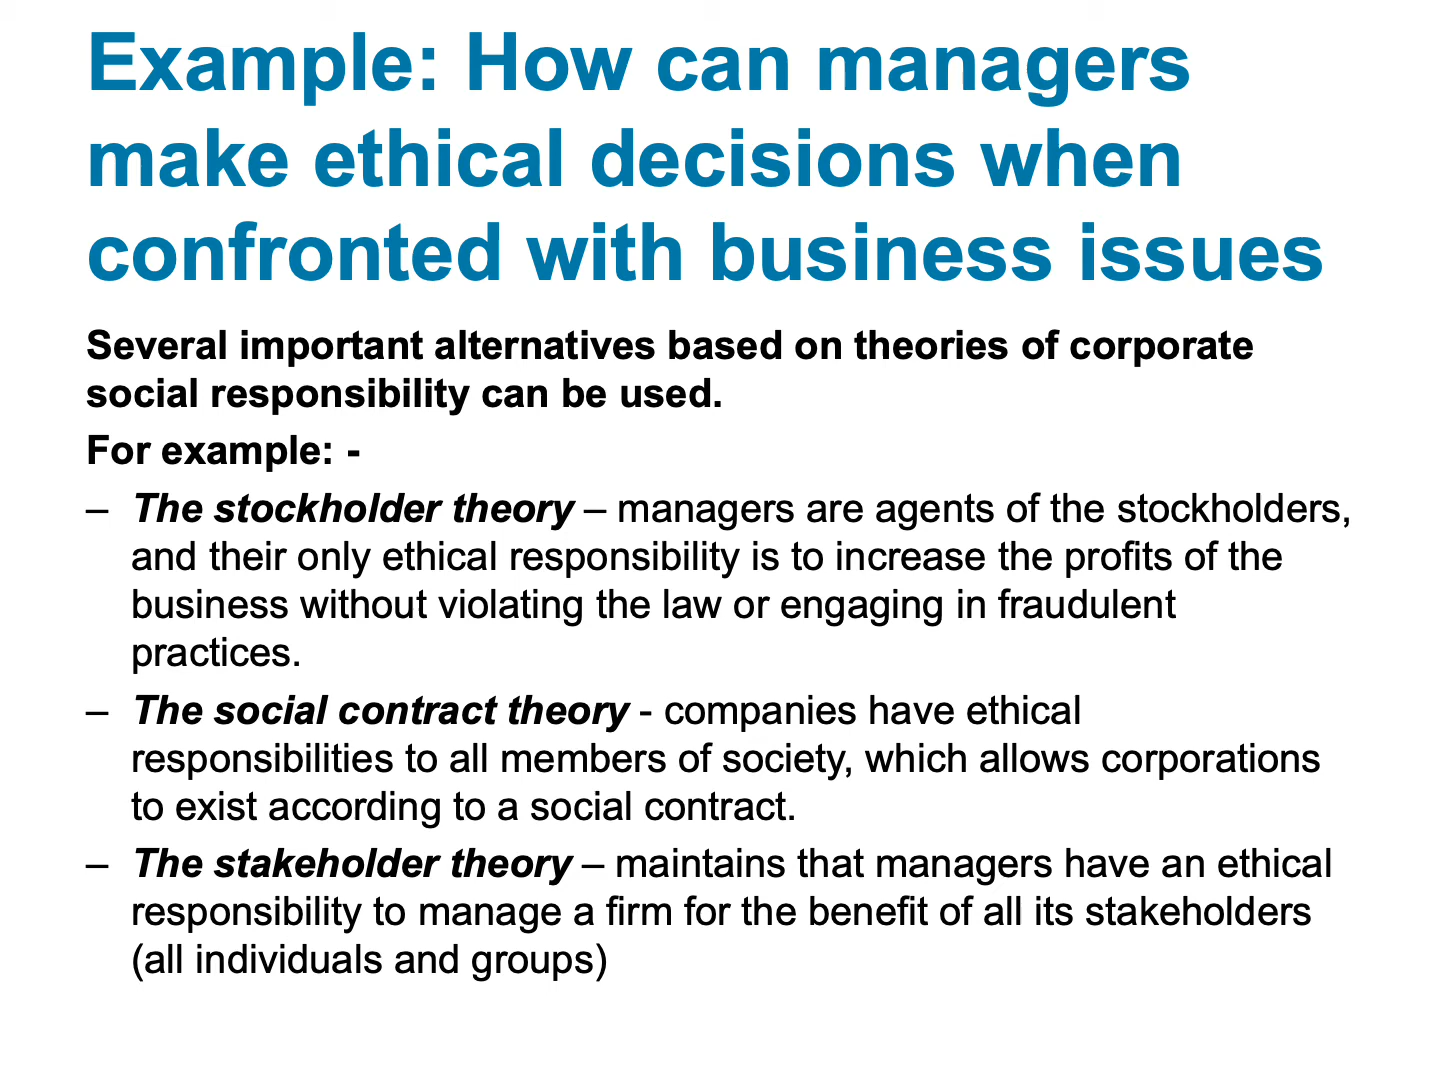 Example: How can managers
make ethical decisions when
confronted with business issues
Several important alternatives based on theories of corporate
social responsibility can be used.
For example: -
– The stockholder theory – managers are agents of the stockholders,
and their only ethical responsibility is to increase the profits of the
business without violating the law or engaging in fraudulent
practices.
– The social contract theory - companies have ethical
responsibilities to all members of society, which allows corporations
to exist according to a social contract.
– The stakeholder theory – maintains that managers have an ethical
responsibility to manage a firm for the benefit of all its stakeholders
(all individuals and groups)